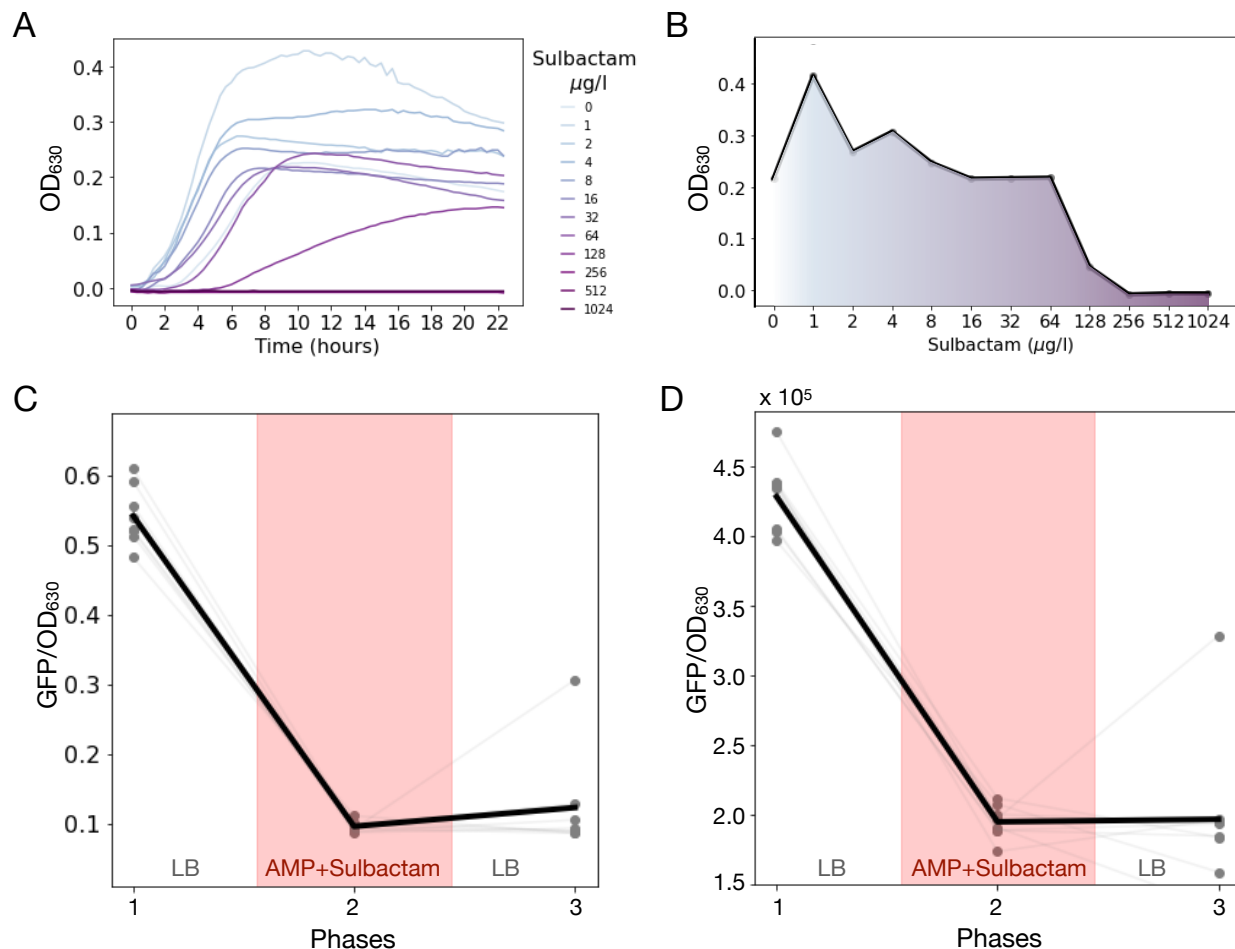 A
B
OD630
0.4
0.3
0.2
0.1
0.0
0 2 4 6 8 10 12 14 16 18 20 22
Time (hours)
Sulbactam
μg/l
0
1
2
4
8
16
32
64
128
256
512
1024
OD630
0.4
0.3
0.2
0.1
0.0
0 1 2 4 8 16 32 64 128 256 512 1024
Sulbactam (μg/l)
C
D
GFP/OD630
0.6
0.5
0.4
0.3
0.2
0.1
LB AMP+Sulbactam LB
1 2 3
Phases
x 10⁵
GFP/OD630
4.5
4.0
3.0
2.5
2.0
1.5
LB AMP+Sulbactam LB
1 2 3
Phases